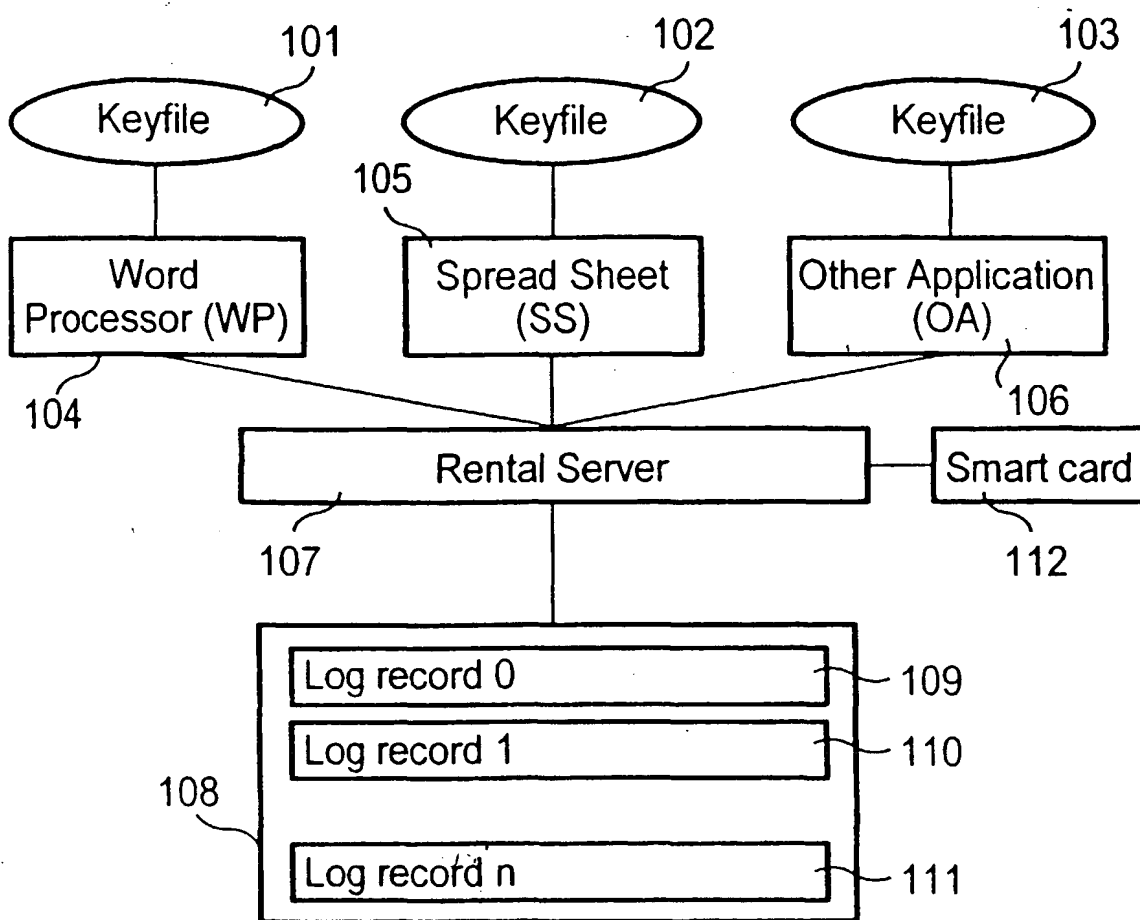 101
102
103
Keyfile
Keyfile
Keyfile
105
Word
Processor (WP)
Spread Sheet
(SS)
Other Application
(OA)
104
106
Rental Server
Smart card
107
112
Log record 0
109
Log record 1
110
108
Log record n
111